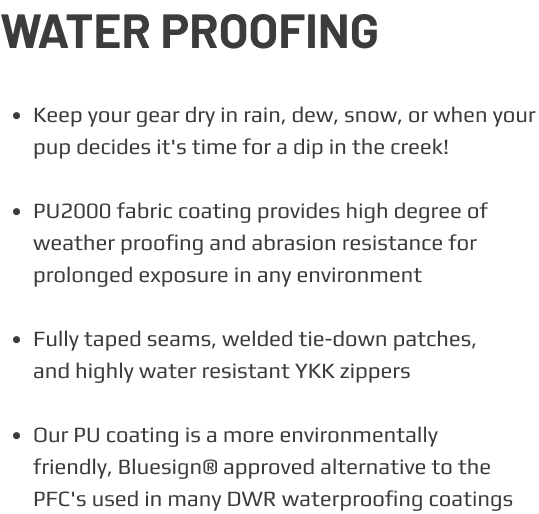 WATER PROOFING
• Keep your gear dry in rain, dew, snow, or when your
pup decides it's time for a dip in the creek!
• PU2000 fabric coating provides high degree of
weather proofing and abrasion resistance for
prolonged exposure in any environment
• Fully taped seams, welded tie-down patches,
and highly water resistant YKK zippers
• Our PU coating is a more environmentally
friendly, Bluesign® approved alternative to the
PFC's used in many DWR waterproofing coatings